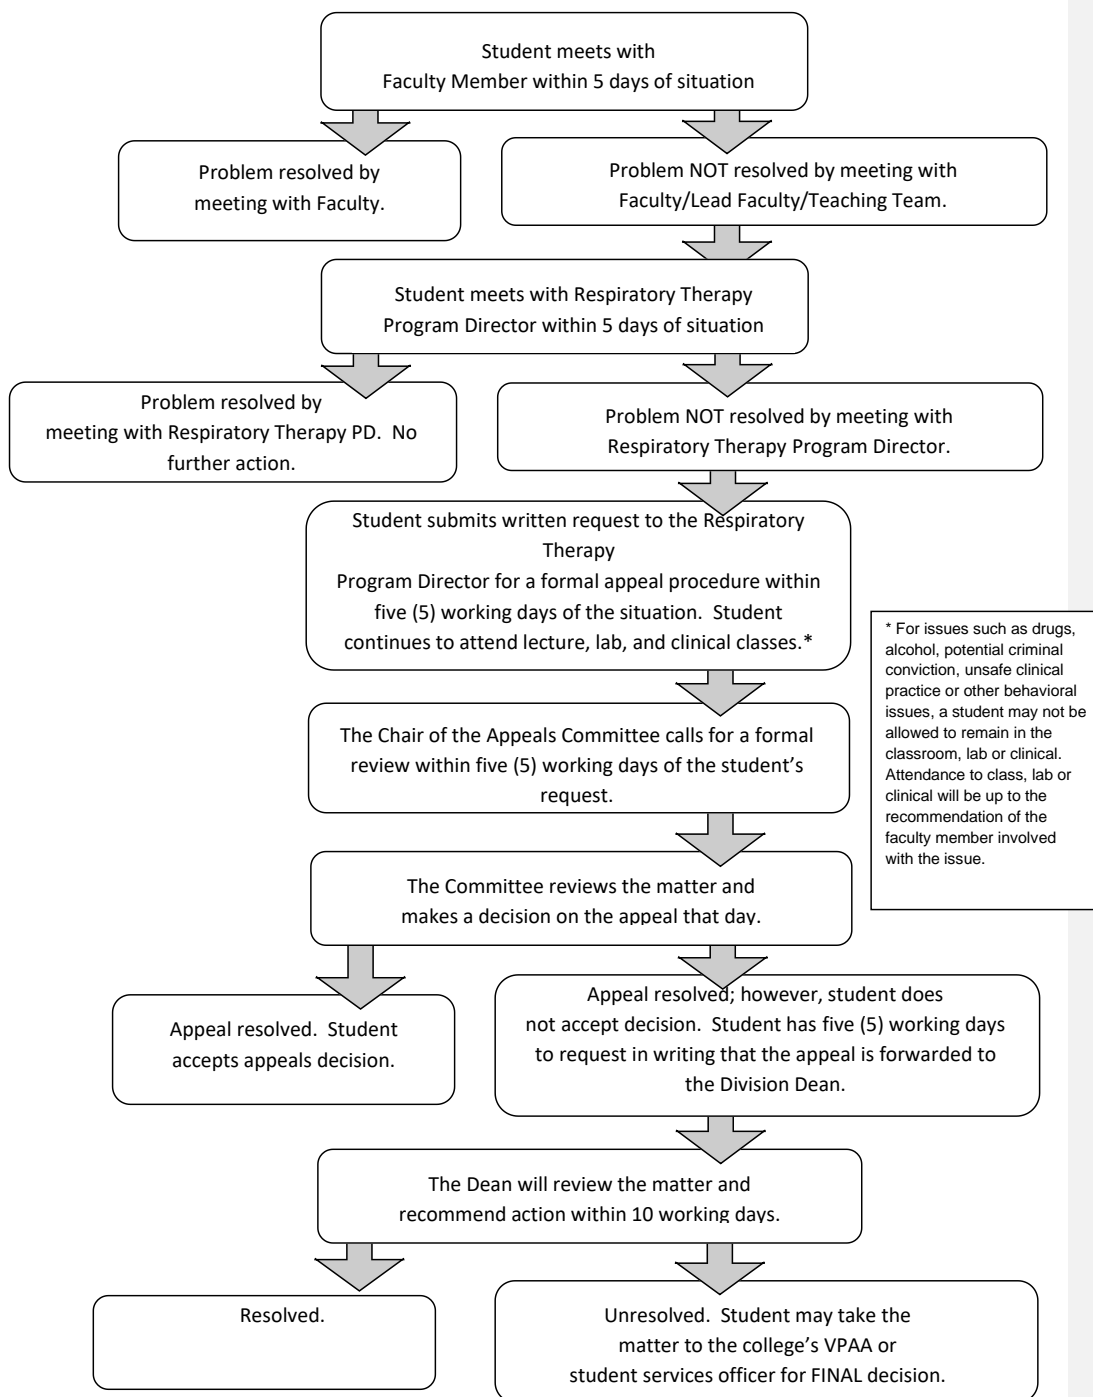 Student meets with
Faculty Member within 5 days of situation
Problem resolved by
meeting with Faculty.
Problem NOT resolved by meeting with
Faculty/Lead Faculty/Teaching Team.
Student meets with Respiratory Therapy
Program Director within 5 days of situation
Problem resolved by
meeting with Respiratory Therapy PD.  No
further action.
Problem NOT resolved by meeting with
Respiratory Therapy Program Director.
Student submits written request to the Respiratory
Therapy
Program Director for a formal appeal procedure within
five (5) working days of the situation.  Student
continues to attend lecture, lab, and clinical classes.*
* For issues such as drugs,
alcohol, potential criminal
conviction, unsafe clinical
practice or other behavioral
issues, a student may not be
allowed to remain in the
classroom, lab or clinical.
Attendance to class, lab or
clinical will be up to the
recommendation of the
faculty member involved
with the issue.
The Chair of the Appeals Committee calls for a formal
review within five (5) working days of the student’s
request.
The Committee reviews the matter and
makes a decision on the appeal that day.
Appeal resolved.  Student
accepts appeals decision.
Appeal resolved; however, student does
not accept decision.  Student has five (5) working days
to request in writing that the appeal is forwarded to
the Division Dean.
The Dean will review the matter and
recommend action within 10 working days.
Resolved.
Unresolved.  Student may take the
matter to the college’s VPAA or
student services officer for FINAL decision.